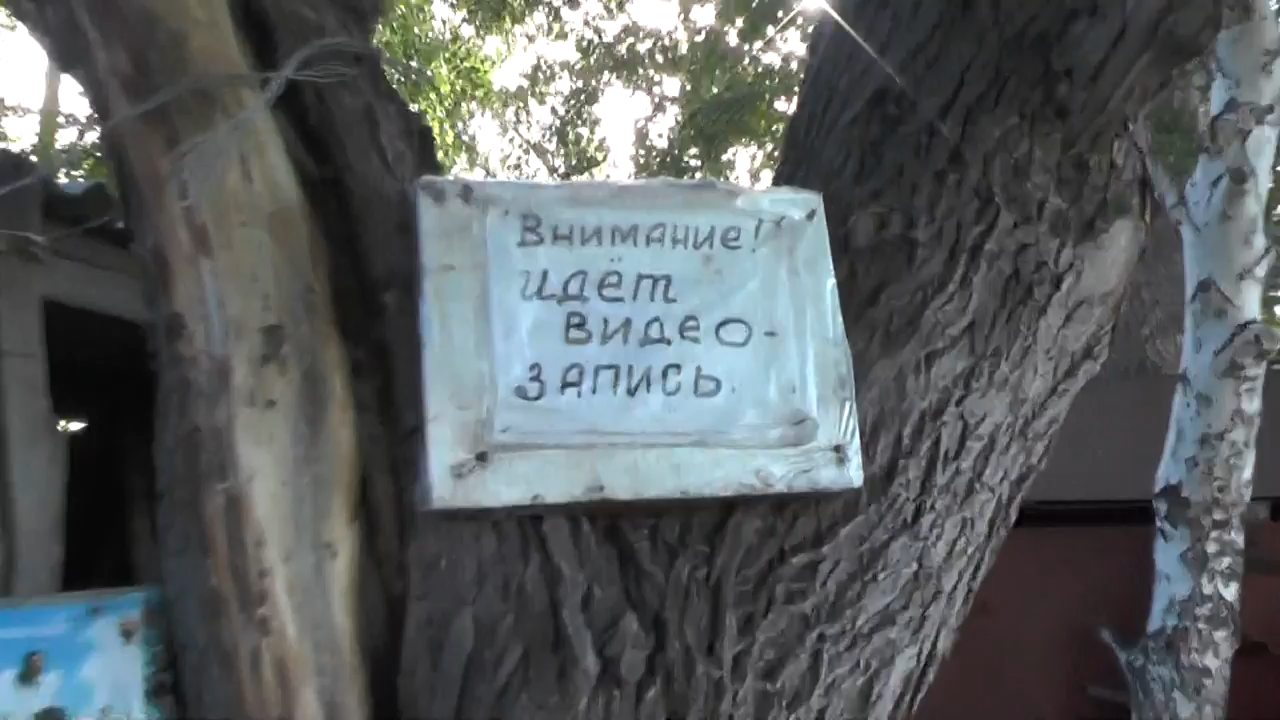 Внимание!
идёт
видео-
запись.